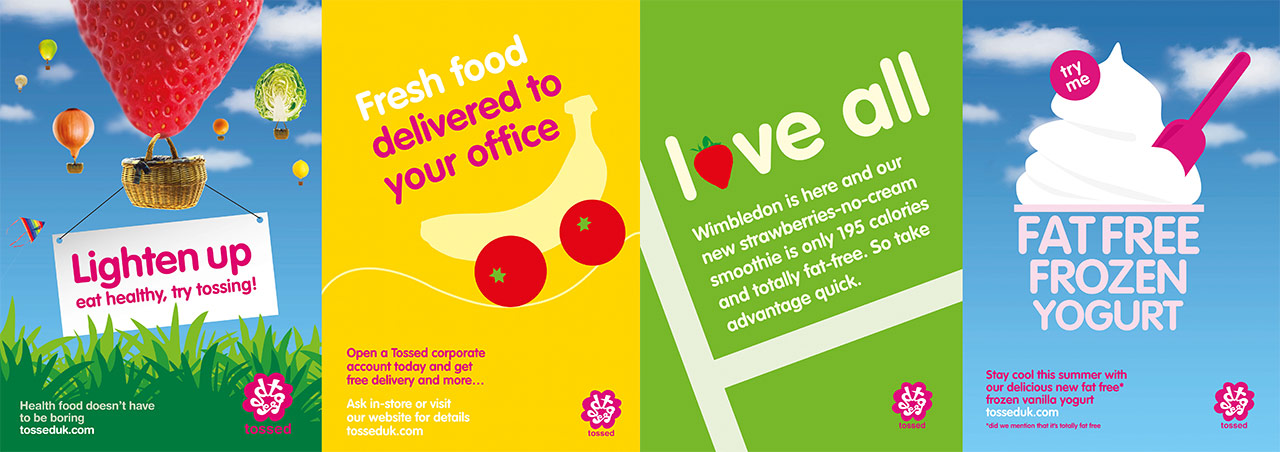 Lighten up
eat healthy, try tossing!
Health food doesn't have
to be boring
tosseduk.com
tossed
Fresh food
delivered to
your office
Open a Tossed corporate
account today and get
free delivery and more...
Ask in-store or visit
our website for details
tosseduk.com
tossed
love all
Wimbledon is here and our
new strawberries-no-cream
smoothie is only 195 calories
and totally fat-free. So take
advantage quick.
tossed
try
me
FAT FREE
FROZEN
YOGURT
Stay cool this summer with
our delicious new fat free*
frozen vanilla yogurt
tosseduk.com
*did we mention that it's totally fat free
tossed